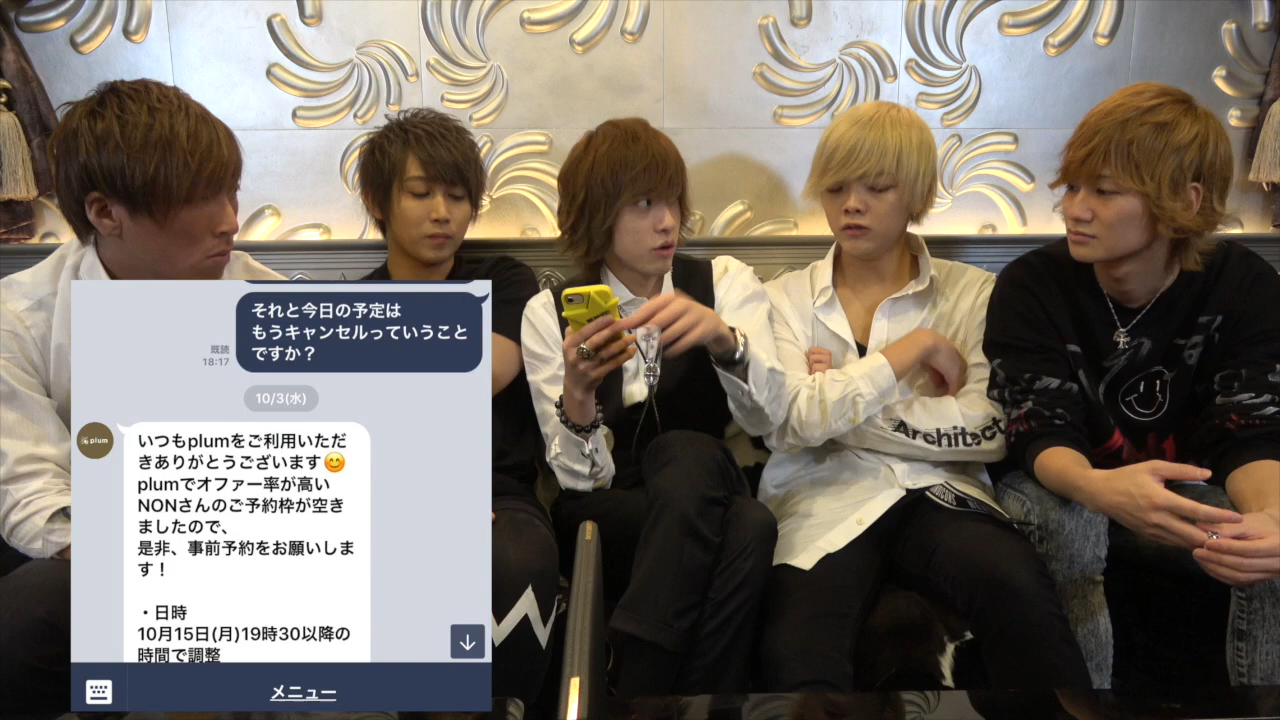 それと今日の予定は
もうキャンセルっていうこと
ですか？
既読
18:17
10/3(水)
plum
いつもplumをご利用いただ
きありがとうございます😊
plumでオファー率が高い
NONさんのご予約枠が空き
ましたので、
是非、事前予約をお願いしま
す！
・日時
10月15日(月)19時30以降の
時間で調整
メニュー
Architect